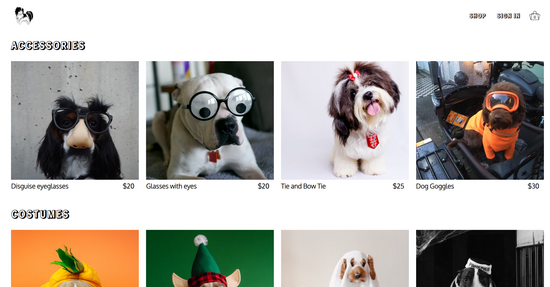 SHOP SIGN IN
ACCESSORIES
Disguise eyeglasses $20
Glasses with eyes $20
Tie and Bow Tie $25
Dog Goggles $30
COSTUMES